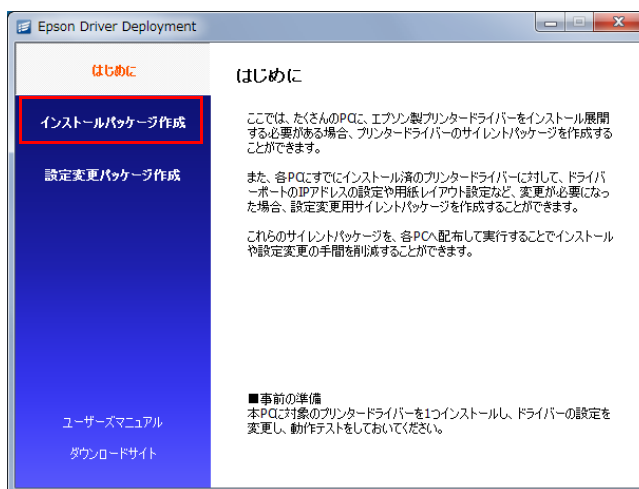 Epson Driver Deployment
はじめに
インストールパッケージ作成
設定変更パッケージ作成
ユーザーズマニュアル
ダウンロードサイト
はじめに
ここでは、たくさんのPCに、エプソン製プリンタードライバーをインストール展開
する必要がある場合、プリンタードライバーのサイレントパッケージを作成する
ことができます。
また、各PCにすでにインストール済のプリンタードライバーに対して、ドライバ
ーポートのIPアドレスの設定や用紙レイアウト設定など、変更が必要になっ
た場合、設定変更用サイレントパッケージを作成することができます。
これらのサイレントパッケージを、各PCへ配布して実行することでインストール
や設定変更の手間を削減することができます。
■事前の準備
本PCに対象のプリンタードライバーを1つインストールし、ドライバーの設定を
変更し、動作テストをしておいてください。